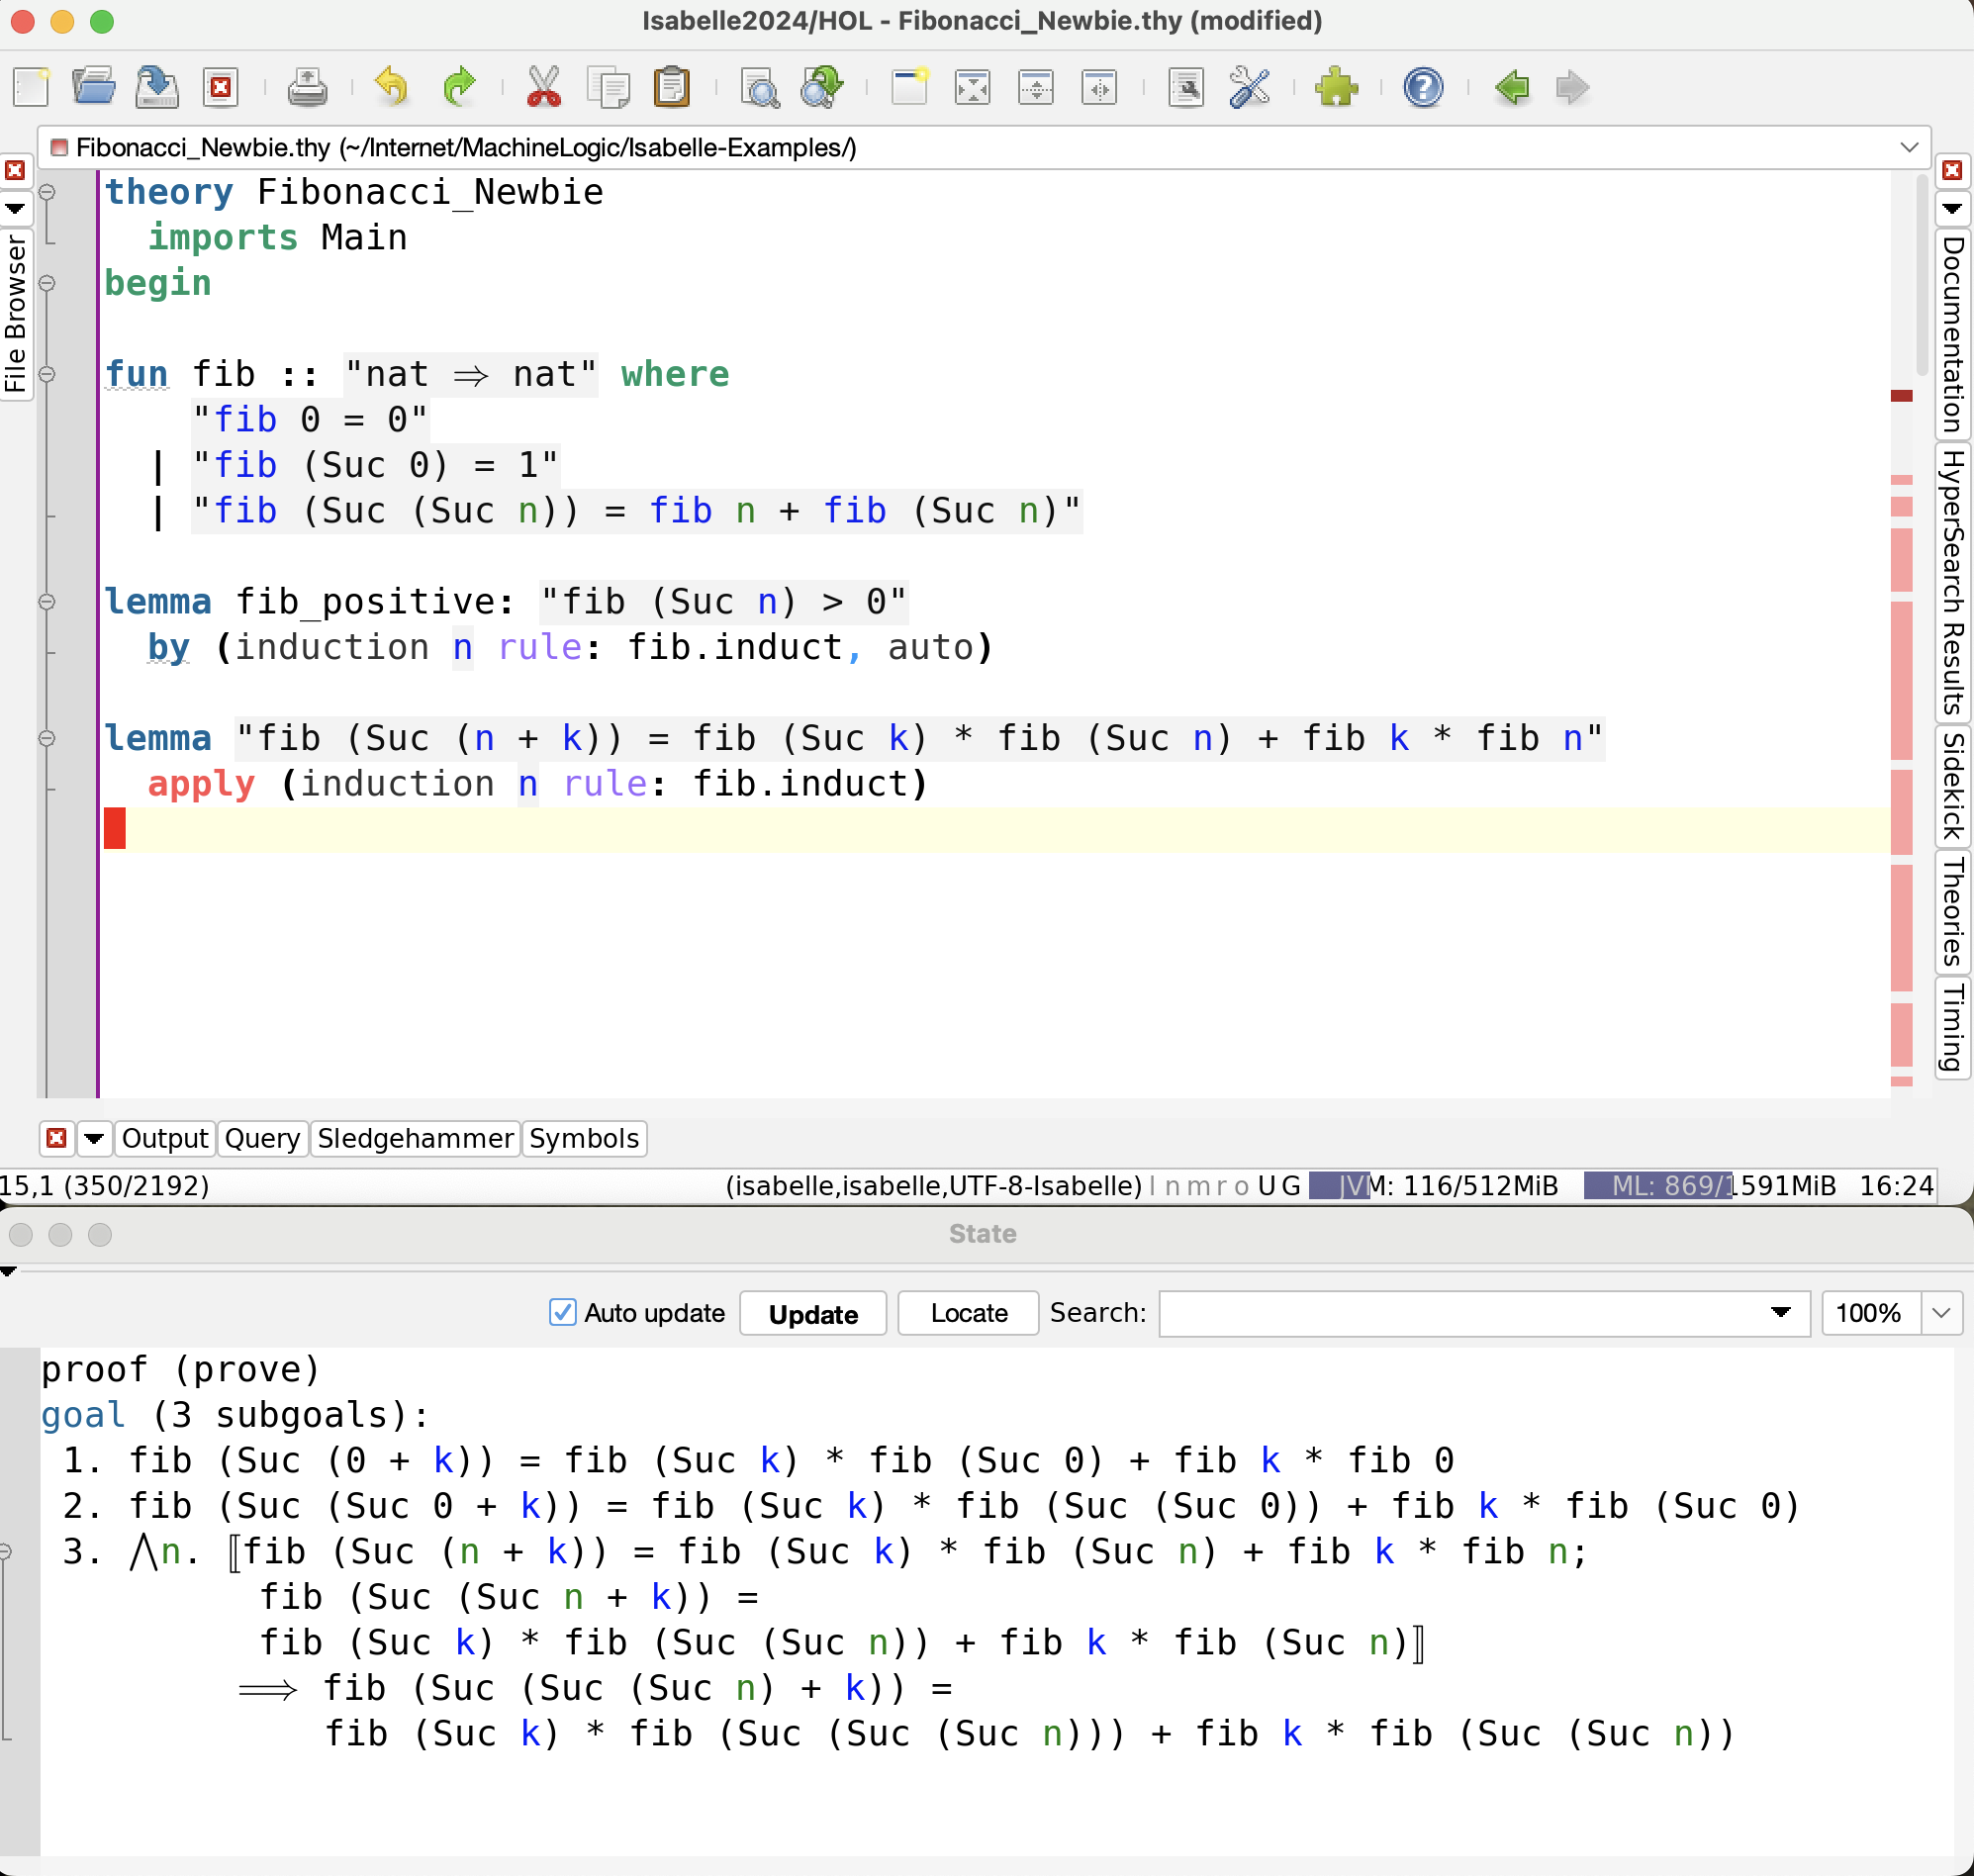 Isabelle2024/HOL - Fibonacci_Newbie.thy (modified)
Fibonacci_Newbie.thy (~/Internet/MachineLogic/Isabelle-Examples/)
File Browser
theory Fibonacci_Newbie
imports Main
begin
fun fib :: "nat ⇒ nat" where
"fib 0 = 0"
| "fib (Suc 0) = 1"
| "fib (Suc (Suc n)) = fib n + fib (Suc n)"
lemma fib_positive: "fib (Suc n) > 0"
by (induction n rule: fib.induct, auto)
lemma "fib (Suc (n + k)) = fib (Suc k) * fib (Suc n) + fib k * fib n"
apply (induction n rule: fib.induct)
Documentation
HyperSearch Results
Sidekick
Theories
Timing
Output Query Sledgehammer Symbols
15,1 (350/2192) (isabelle,isabelle,UTF-8-Isabelle) | n m r o U G JVM: 116/512MiB ML: 869/1591MiB 16:24
State
Auto update Update Locate Search: 100%
proof (prove)
goal (3 subgoals):
1. fib (Suc (0 + k)) = fib (Suc k) * fib (Suc 0) + fib k * fib 0
2. fib (Suc (Suc 0 + k)) = fib (Suc k) * fib (Suc (Suc 0)) + fib k * fib (Suc 0)
3. ⋀n. ⟦fib (Suc (n + k)) = fib (Suc k) * fib (Suc n) + fib k * fib n;
fib (Suc (Suc n + k)) =
fib (Suc k) * fib (Suc (Suc n)) + fib k * fib (Suc n)⟧
⟹ fib (Suc (Suc (Suc n) + k)) =
fib (Suc k) * fib (Suc (Suc (Suc n))) + fib k * fib (Suc (Suc n))